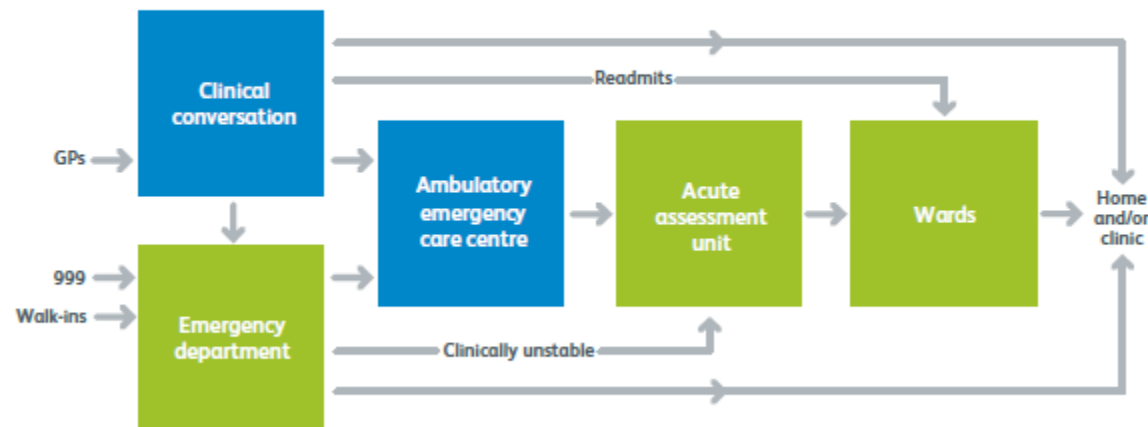 Clinical
conversation
Readmits
GPs
Ambulatory
emergency
care centre
Acute
assessment
unit
Wards
Home
and/or
clinic
999
Walk-ins
Emergency
department
Clinically unstable